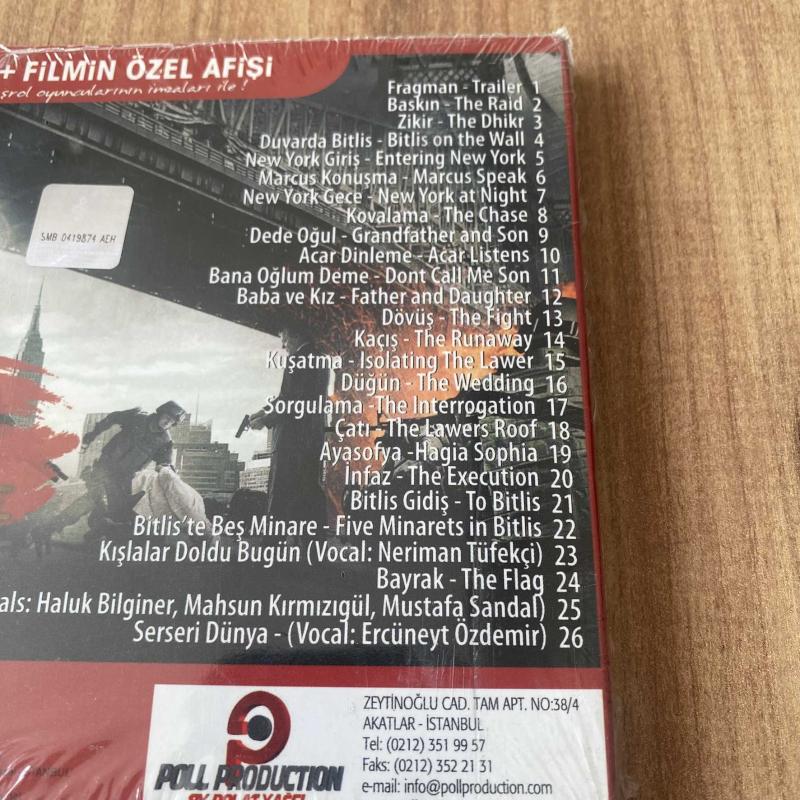 + FİLMİN ÖZEL AFİŞİ
oyuncularının imzaları ile!
Fragman - Trailer 1
Baskın - The Raid 2
Zikir - The Dhikr 3
Duvarda Bitlis - Bitlis on the Wall 4
New York Giriş - Entering New York 5
Marcus Konuşma - Marcus Speak 6
New York Gece - New York at Night 7
Kovalama - The Chase 8
Dede Oğul - Grandfather and Son 9
Acar Dinleme - Acar Listens 10
Bana Oğlum Deme - Dont Call Me Son 11
Baba ve Kız - Father and Daughter 12
Dövüş - The Fight 13
Kaçış - The Runaway 14
Kuşatma - Isolating The Lawer 15
Düğün - The Wedding 16
Sorgulama -The Interrogation 17
Çatı - The Lawers Roof 18
Ayasofya -Hagia Sophia 19
İnfaz - The Execution 20
Bitlis Gidiş - To Bitlis 21
Bitlis'te Beş Minare - Five Minarets in Bitlis 22
Kışlalar Doldu Bugün (Vocal: Neriman Tüfekçi) 23
Bayrak - The Flag 24
als: Haluk Bilginer, Mahsun Kırmızıgül, Mustafa Sandal) 25
Serseri Dünya - (Vocal: Ercüneyt Özdemir) 26
SMB 0419874 AEH
POLL PRODUCTION
ZEYTİNOĞLU CAD. TAM APT. NO:38/4
AKATLAR - İSTANBUL
Tel: (0212) 351 99 57
Faks: (0212) 352 21 31
e-mail: info@pollproduction.com